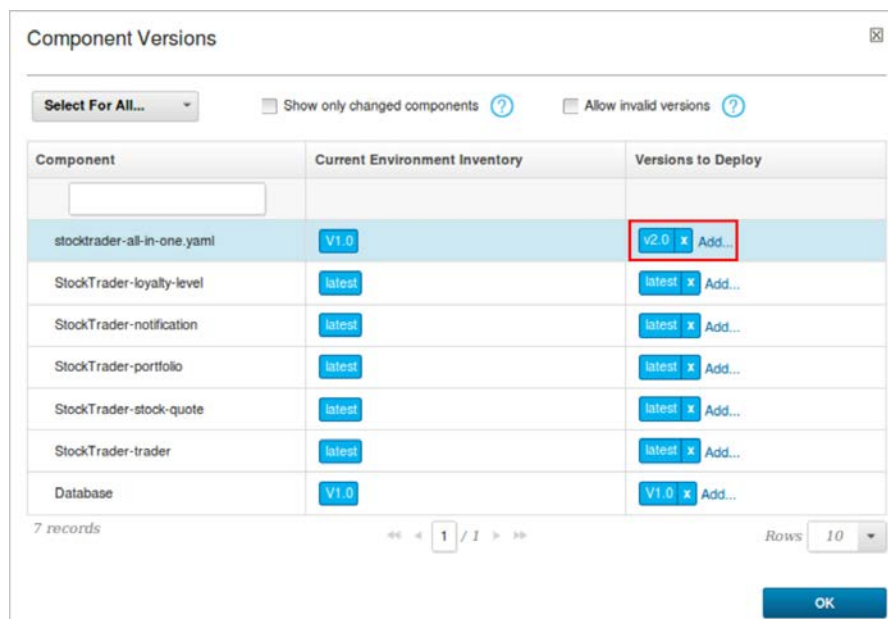 Component Versions
Select For All... Show only changed components ? Allow invalid versions ?
Component Current Environment Inventory Versions to Deploy
stocktrader-all-in-one.yaml V1.0 v2.0 x Add...
StockTrader-loyalty-level latest latest x Add...
StockTrader-notification latest latest x Add...
StockTrader-portfolio latest latest x Add...
StockTrader-stock-quote latest latest x Add...
StockTrader-trader latest latest x Add...
Database V1.0 V1.0 x Add...
7 records 1 / 1 Rows 10
OK